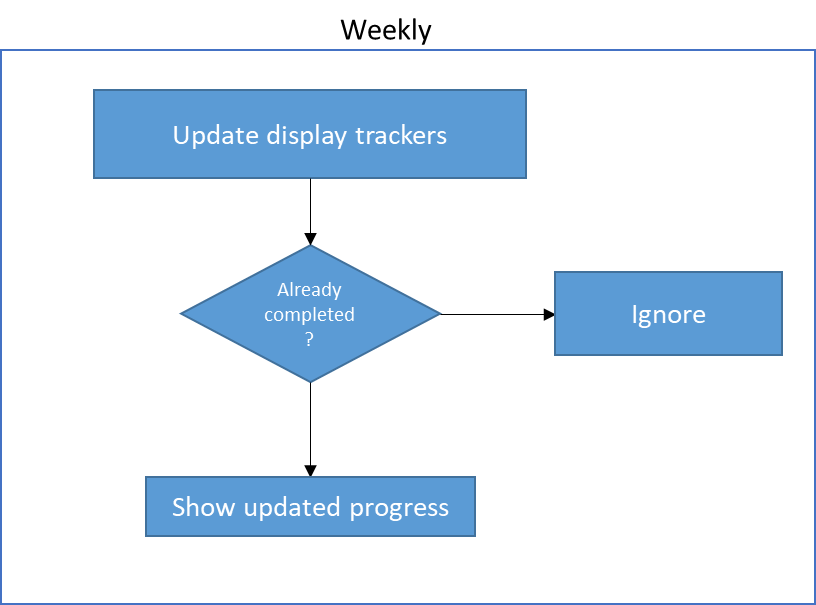 Weekly
Update display trackers
Already
completed
?
Ignore
Show updated progress